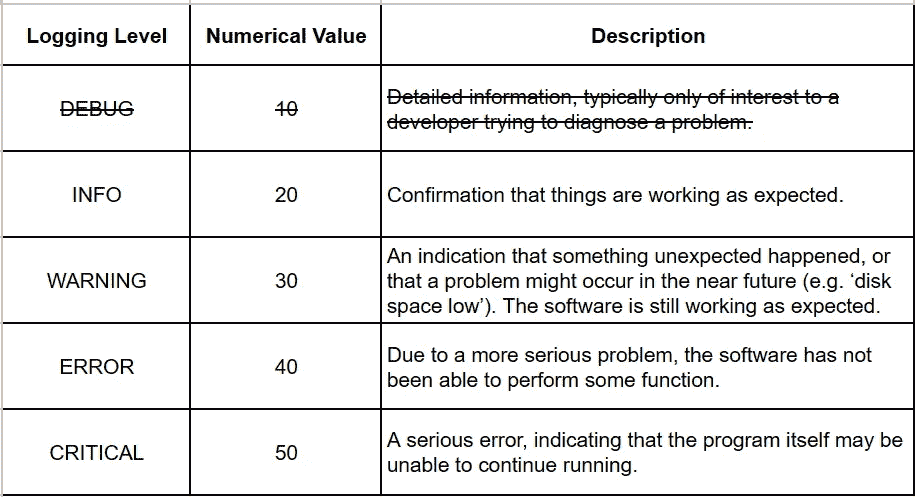 Logging Level Numerical Value Description
DEBUG 10 Detailed information, typically only of interest to a
developer trying to diagnose a problem.
INFO 20 Confirmation that things are working as expected.
An indication that something unexpected happened, or
WARNING 30 that a problem might occur in the near future (e.g. ‘disk
space low’). The software is still working as expected.
ERROR 40 Due to a more serious problem, the software has not
been able to perform some function.
CRITICAL 50 A serious error, indicating that the program itself may be
unable to continue running.